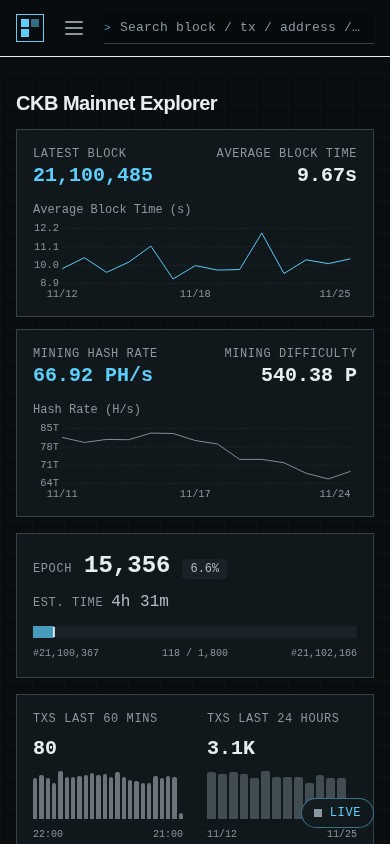 > Search block / tx / address /…
CKB Mainnet Explorer
LATEST BLOCK AVERAGE BLOCK TIME
21,100,485 9.67s
Average Block Time (s)
12.2
11.1
10.0
8.9
11/12 11/18 11/25
MINING HASH RATE MINING DIFFICULTY
66.92 PH/s 540.38 P
Hash Rate (H/s)
85T
78T
71T
64T
11/11 11/17 11/24
EPOCH 15,356 6.6%
EST. TIME 4h 31m
#21,100,367 118 / 1,800 #21,102,166
TXS LAST 60 MINS TXS LAST 24 HOURS
80 3.1K
LIVE
22:00 21:00 11/12 11/25